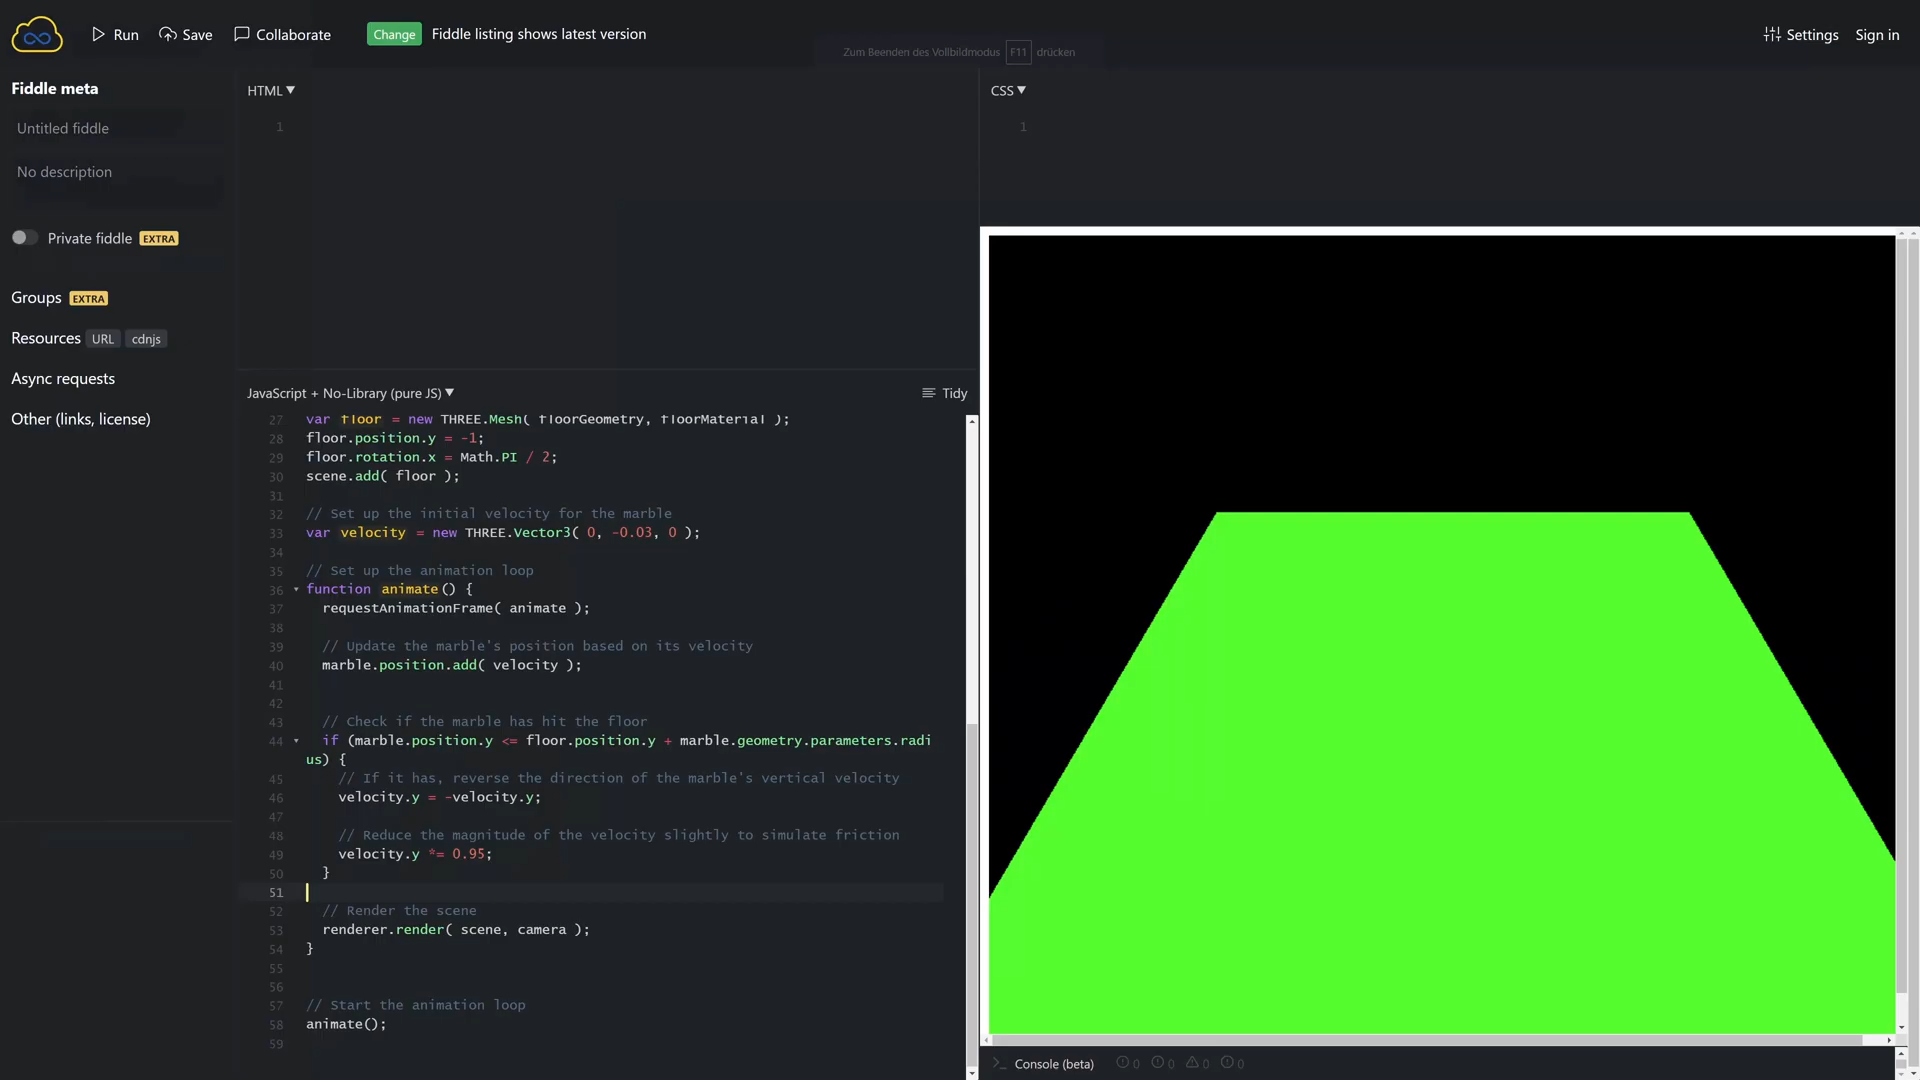 Run
Save
Collaborate
Change
Fiddle listing shows latest version
Zum Beenden des Vollbildmodus F11 drücken
Settings
Sign in
Fiddle meta
Untitled fiddle
No description
Private fiddle EXTRA
Groups EXTRA
Resources URL cdnjs
Async requests
Other (links, license)
HTML
1
CSS
1
JavaScript + No-Library (pure JS)
Tidy
27 var floor = new THREE.Mesh( floorGeometry, floorMaterial );
28 floor.position.y = -1;
29 floor.rotation.x = Math.PI / 2;
30 scene.add( floor );
31
32 // Set up the initial velocity for the marble
33 var velocity = new THREE.Vector3( 0, -0.03, 0 );
34
35 // Set up the animation loop
36 function animate() {
37 requestAnimationFrame( animate );
38
39 // Update the marble's position based on its velocity
40 marble.position.add( velocity );
41
42
43 // Check if the marble has hit the floor
44 if (marble.position.y <= floor.position.y + marble.geometry.parameters.radi
us) {
45 // If it has, reverse the direction of the marble's vertical velocity
46 velocity.y = -velocity.y;
47
48 // Reduce the magnitude of the velocity slightly to simulate friction
49 velocity.y *= 0.95;
50 }
51
52 // Render the scene
53 renderer.render( scene, camera );
54 }
55
56
57 // Start the animation loop
58 animate();
59
>_ Console (beta) 0 0 0 0